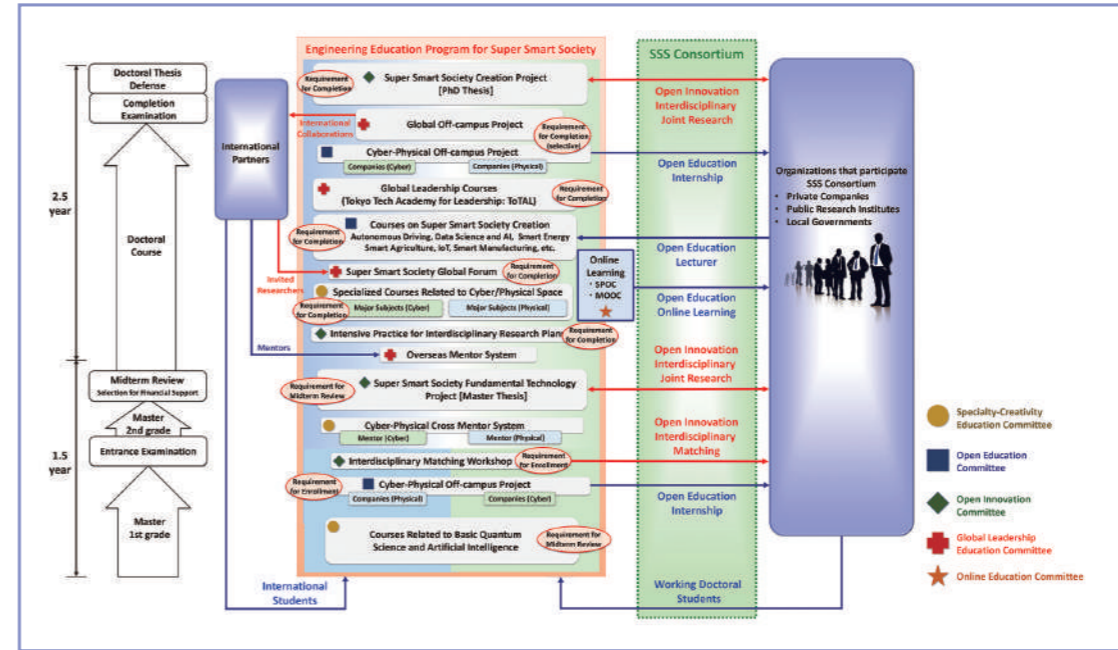 Doctoral Thesis
Defense
Completion
Examination
2.5
year
Doctoral
Course
Midterm Review
Selection for Financial Support
Master
2nd grade
1.5
year
Entrance Examination
Master
1st grade
International
Partners
International
Collaborations
Invited
Researchers
Mentors
International
Students
Engineering Education Program for Super Smart Society
Requirement
for Completion
Super Smart Society Creation Project
[PhD Thesis]
Global Off-campus Project
Requirement
for Completion
(selective)
Cyber-Physical Off-campus Project
Companies (Cyber)
Companies (Physical)
Global Leadership Courses
(Tokyo Tech Academy for Leadership: ToTAL)
Requirement
for Completion
Courses on Super Smart Society Creation
Autonomous Driving, Data Science and AI, Smart Energy
Smart Agriculture, IoT, Smart Manufacturing, etc.
Requirement
for Completion
Super Smart Society Global Forum
Requirement
for Completion
Online
Learning
· SPOC
· MOOC
Specialized Courses Related to Cyber/Physical Space
Requirement
for Completion
Major Subjects (Cyber)
Major Subjects (Physical)
Intensive Practice for Interdisciplinary Research Plan
Requirement
for Completion
Overseas Mentor System
Requirement for
Midterm Review
Super Smart Society Fundamental Technology
Project [Master Thesis]
Cyber-Physical Cross Mentor System
Mentor (Cyber)
Mentor (Physical)
Interdisciplinary Matching Workshop
Requirement
for Enrollment
Requirement
for Enrollment
Cyber-Physical Off-campus Project
Companies (Physical)
Companies (Cyber)
Courses Related to Basic Quantum
Science and Artificial Intelligence
Requirement for
Midterm Review
SSS Consortium
Open Innovation
Interdisciplinary
Joint Research
Open Education
Internship
Open Education
Lecturer
Open Education
Online Learning
Open Innovation
Interdisciplinary
Joint Research
Open Innovation
Interdisciplinary
Matching
Open Education
Internship
Working Doctoral
Students
Organizations that participate
SSS Consortium
• Private Companies
• Public Research Institutes
• Local Governments
Specialty-Creativity
Education Committee
Open Education
Committee
Open Innovation
Committee
Global Leadership
Education Committee
Online Education Committee